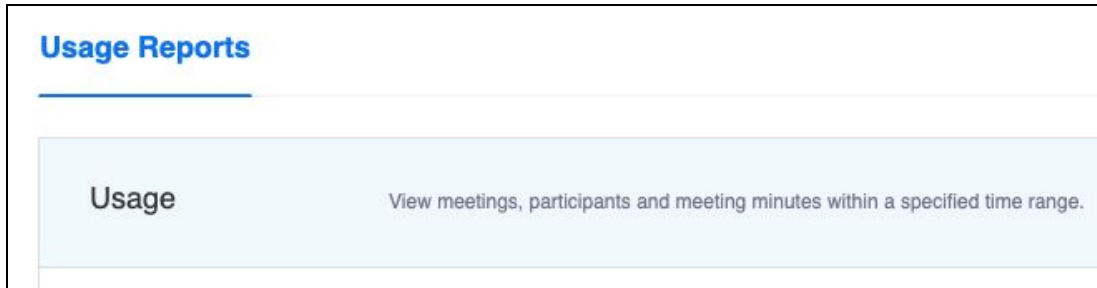 Usage Reports
Usage
View meetings, participants and meeting minutes within a specified time range.